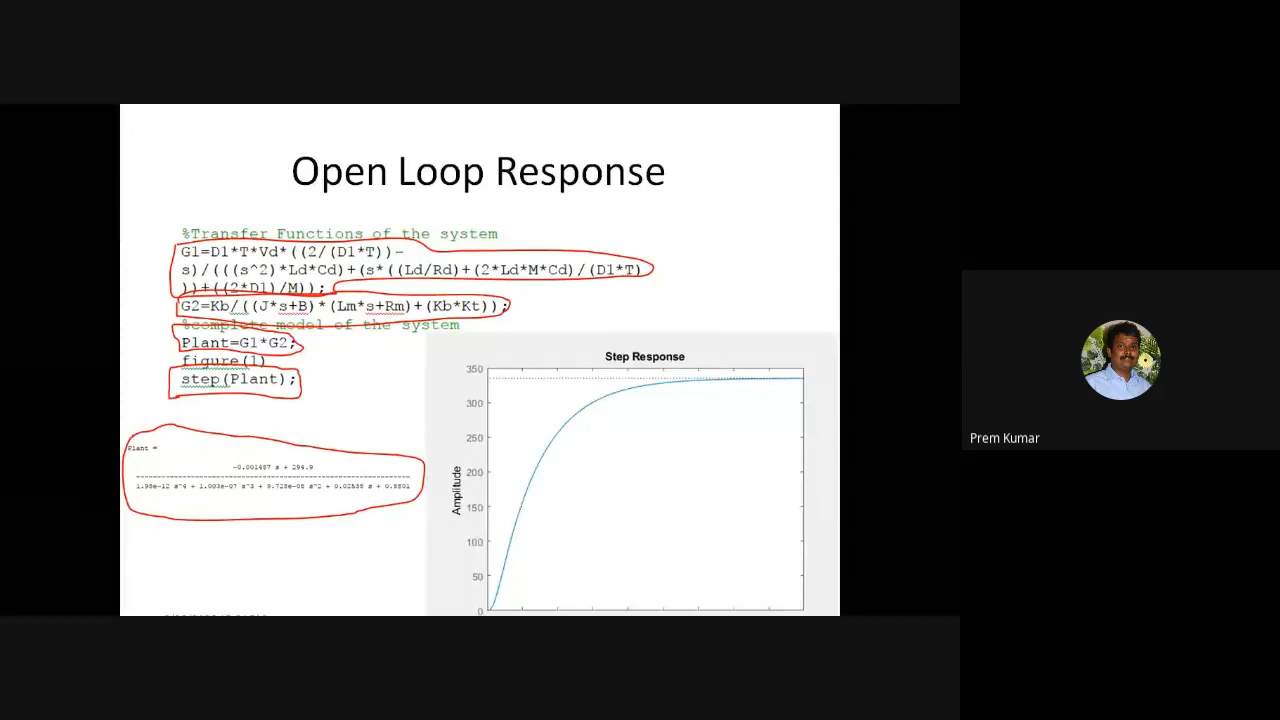 Open Loop Response
%Transfer Functions of the system
G1=D1*T*Vd*((2/(D1*T))-
s)/(((s^2)*Ld*Cd)+(s*((Ld/Rd)+(2*Ld*M*Cd)/(D1*T)
))+((2*D1)/M));
G2=Kb/((J*s+B)*(Lm*s+Rm)+(Kb*Kt));
%complete model of the system
Plant=G1*G2;
figure(1)
step(Plant);
Plant =
-0.001487 s + 294.9
1.98e-12 s^4 + 1.003e-07 s^3 + 9.728e-05 s^2 + 0.02535 s + 0.8801
Step Response
Amplitude
350
300
250
200
150
100
50
0
Prem Kumar